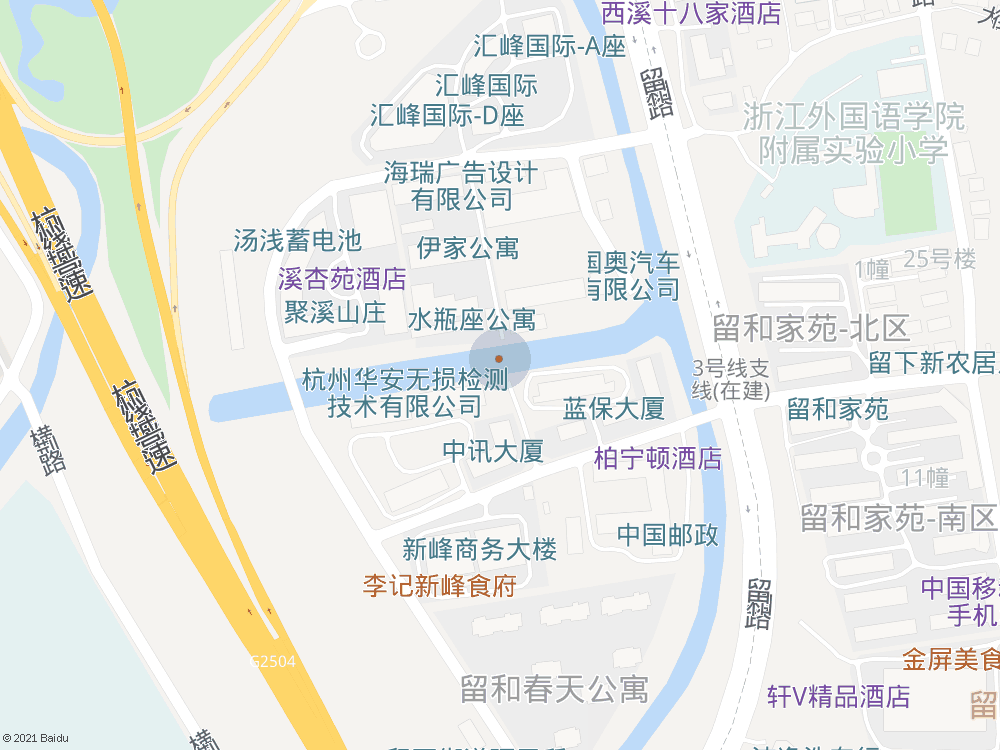 西溪十八家酒店
路
汇峰国际-A座
汇峰国际
汇峰国际-D座
浙江外国语学院
附属实验小学
海瑞广告设计
有限公司
杭绕高速
汤浅蓄电池
伊家公寓
溪杏苑酒店
国奥汽车
有限公司
1幢
25号楼
聚溪山庄
水瓶座公寓
留和家苑-北区
3号线支
线(在建)
留下新农居
杭州华安无损检测
技术有限公司
蓝保大厦
留和家苑
杭绕高速
横
路
中讯大厦
柏宁顿酒店
11幢
留和家苑-南区
中国邮政
新峰商务大楼
李记新峰食府
中国移
手机
G2504
金屏美食
留和春天公寓
轩V精品酒店
留
横
© 2021 Baidu